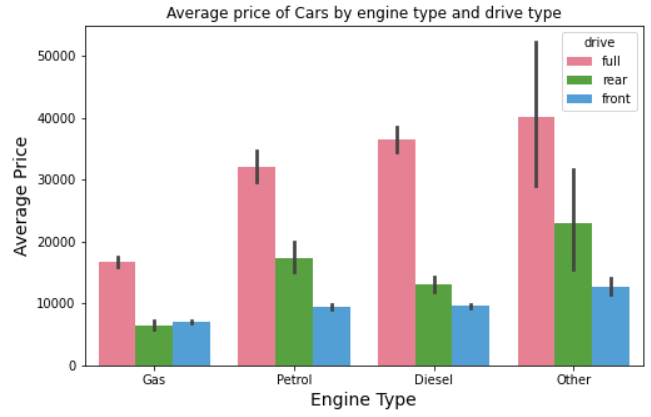 Average price of Cars by engine type and drive type
drive
full
rear
front
Average Price
50000
40000
30000
20000
10000
0
Gas Petrol Diesel Other
Engine Type